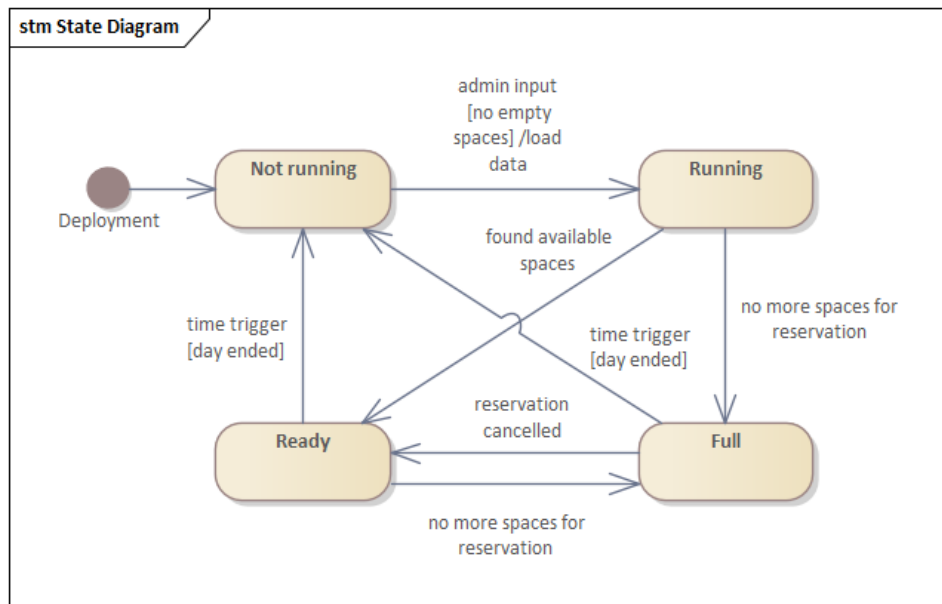 stm State Diagram
admin input
[no empty
spaces] /load
data
Not running
Running
Deployment
found available
spaces
no more spaces for
reservation
time trigger
[day ended]
time trigger
[day ended]
reservation
cancelled
Ready
Full
no more spaces for
reservation